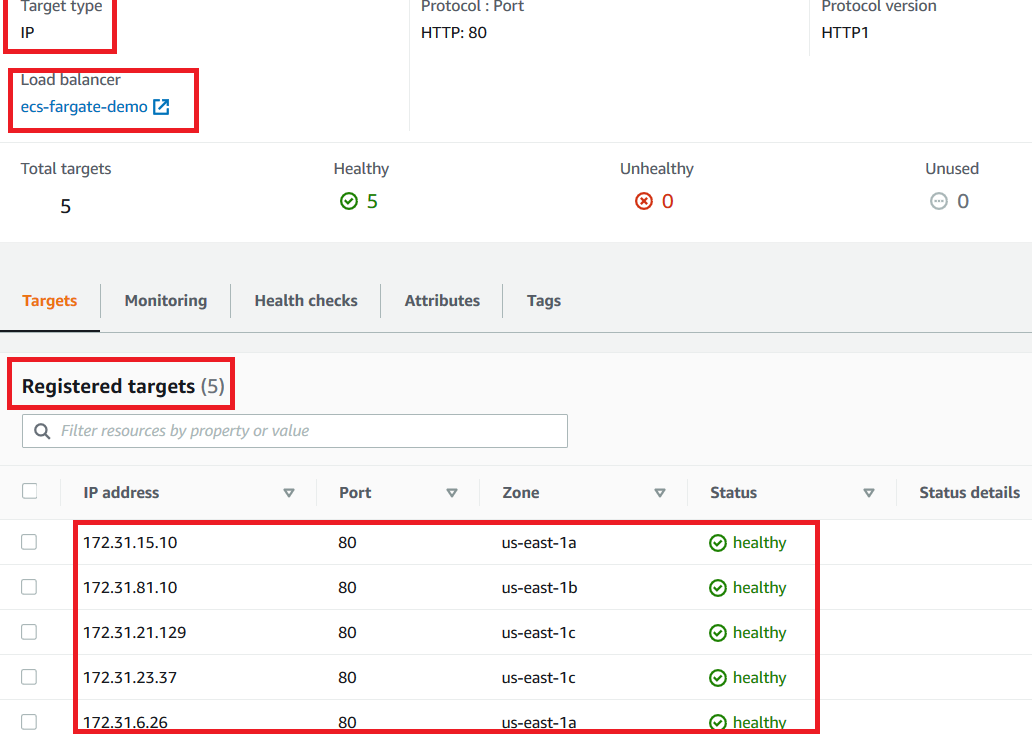 Target type Protocol : Port Protocol version
IP HTTP: 80 HTTP1
Load balancer
ecs-fargate-demo
Total targets Healthy Unhealthy Unused
5 5 0 0
Targets Monitoring Health checks Attributes Tags
Registered targets (5)
Filter resources by property or value
IP address Port Zone Status Status details
172.31.15.10 80 us-east-1a healthy
172.31.81.10 80 us-east-1b healthy
172.31.21.129 80 us-east-1c healthy
172.31.23.37 80 us-east-1c healthy
172.31.6.26 80 us-east-1a healthy